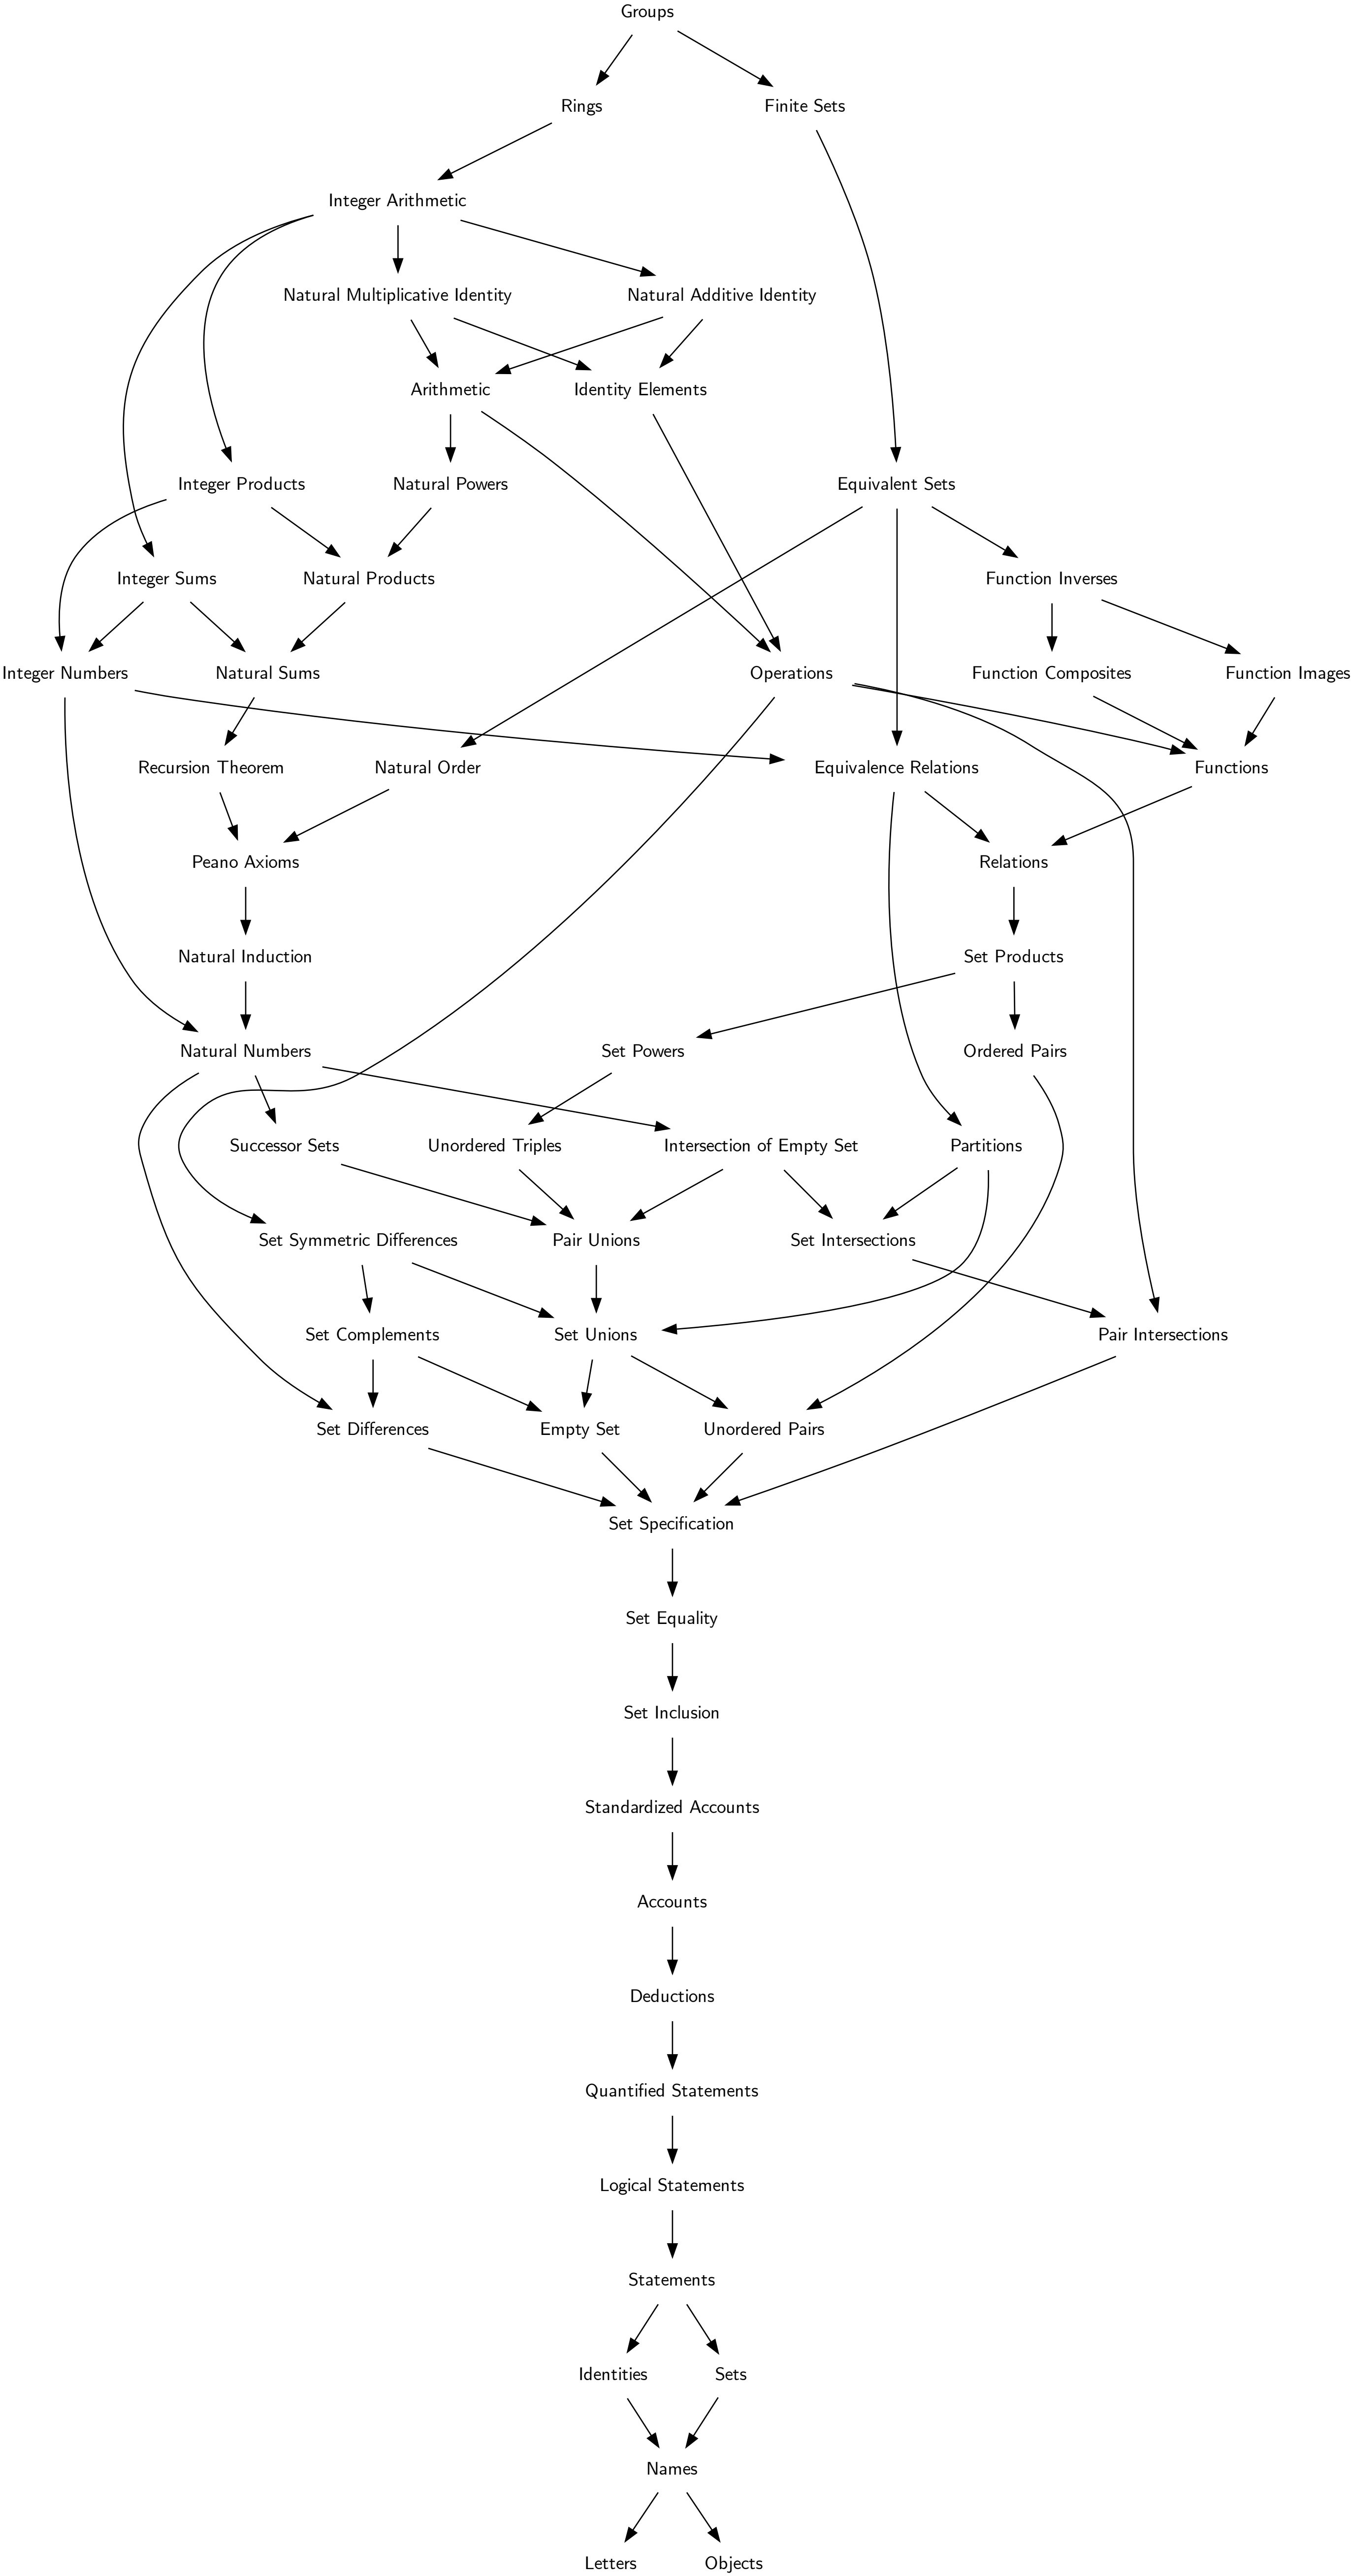 Groups
Rings
Finite Sets
Integer Arithmetic
Natural Multiplicative Identity
Natural Additive Identity
Arithmetic
Identity Elements
Integer Products
Natural Powers
Equivalent Sets
Integer Sums
Natural Products
Function Inverses
Integer Numbers
Natural Sums
Operations
Function Composites
Function Images
Recursion Theorem
Natural Order
Equivalence Relations
Functions
Peano Axioms
Relations
Natural Induction
Set Products
Natural Numbers
Set Powers
Ordered Pairs
Successor Sets
Unordered Triples
Intersection of Empty Set
Partitions
Set Symmetric Differences
Pair Unions
Set Intersections
Set Complements
Set Unions
Pair Intersections
Set Differences
Empty Set
Unordered Pairs
Set Specification
Set Equality
Set Inclusion
Standardized Accounts
Accounts
Deductions
Quantified Statements
Logical Statements
Statements
Identities
Sets
Names
Letters
Objects